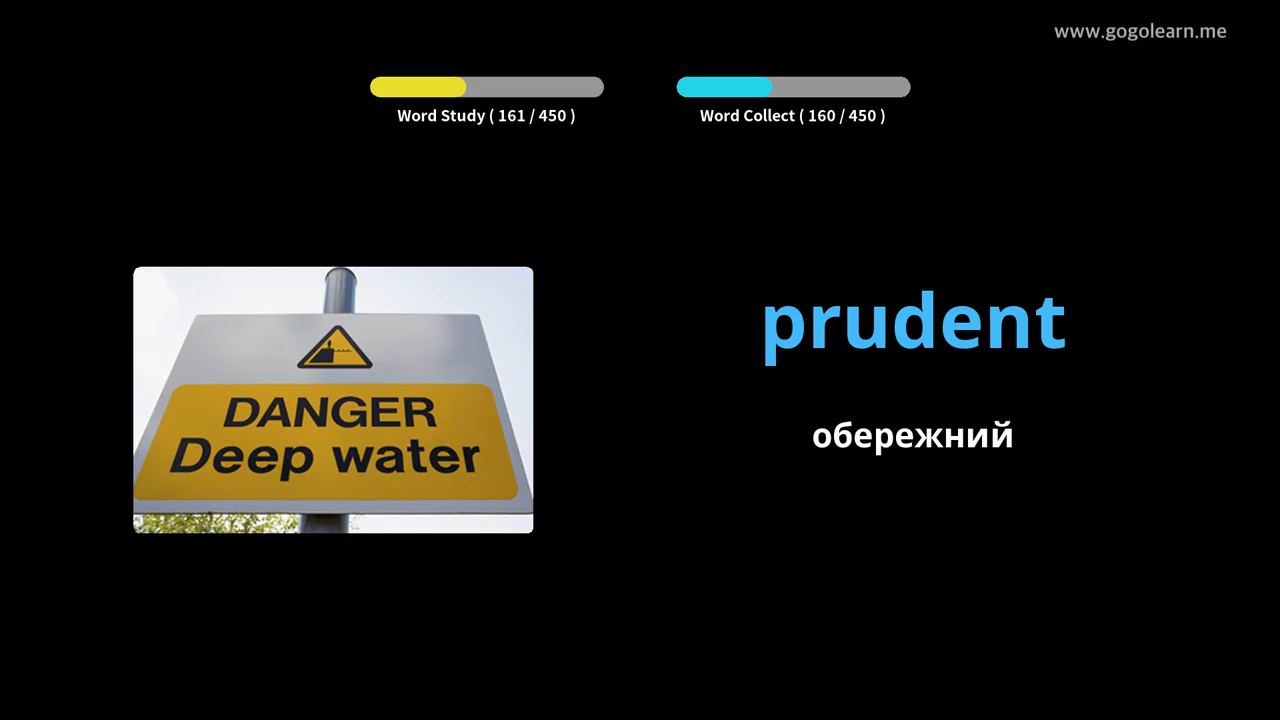 www.gogolearn.me
Word Study ( 161 / 450 )
Word Collect ( 160 / 450 )
DANGER
Deep water
prudent
обережний